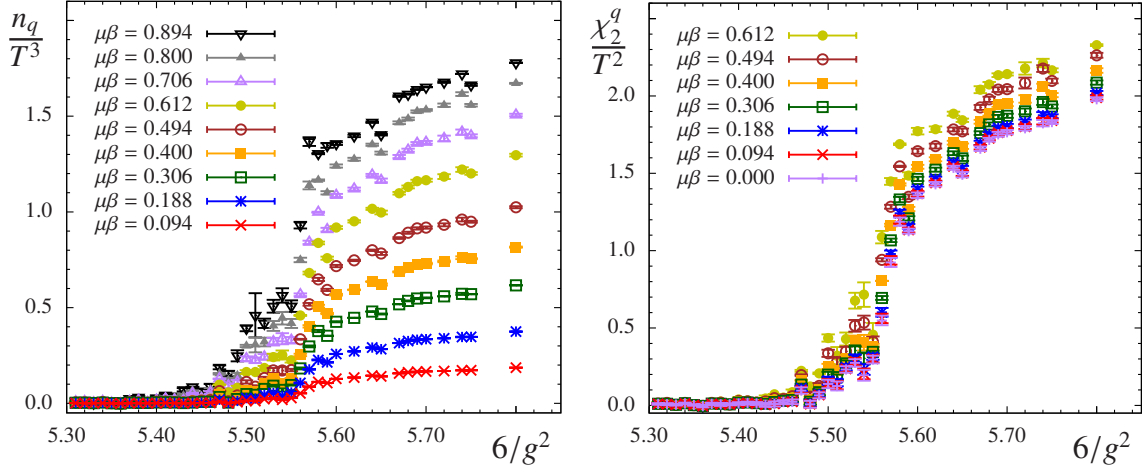 n_q/T^3
μβ = 0.894
μβ = 0.800
μβ = 0.706
μβ = 0.612
μβ = 0.494
μβ = 0.400
μβ = 0.306
μβ = 0.188
μβ = 0.094
1.5
1.0
0.5
0.0
5.30 5.40 5.50 5.60 5.70
6/g^2
χ_2^q/T^2
μβ = 0.612
μβ = 0.494
μβ = 0.400
μβ = 0.306
μβ = 0.188
μβ = 0.094
μβ = 0.000
2.0
1.5
1.0
0.5
0.0
5.30 5.40 5.50 5.60 5.70
6/g^2